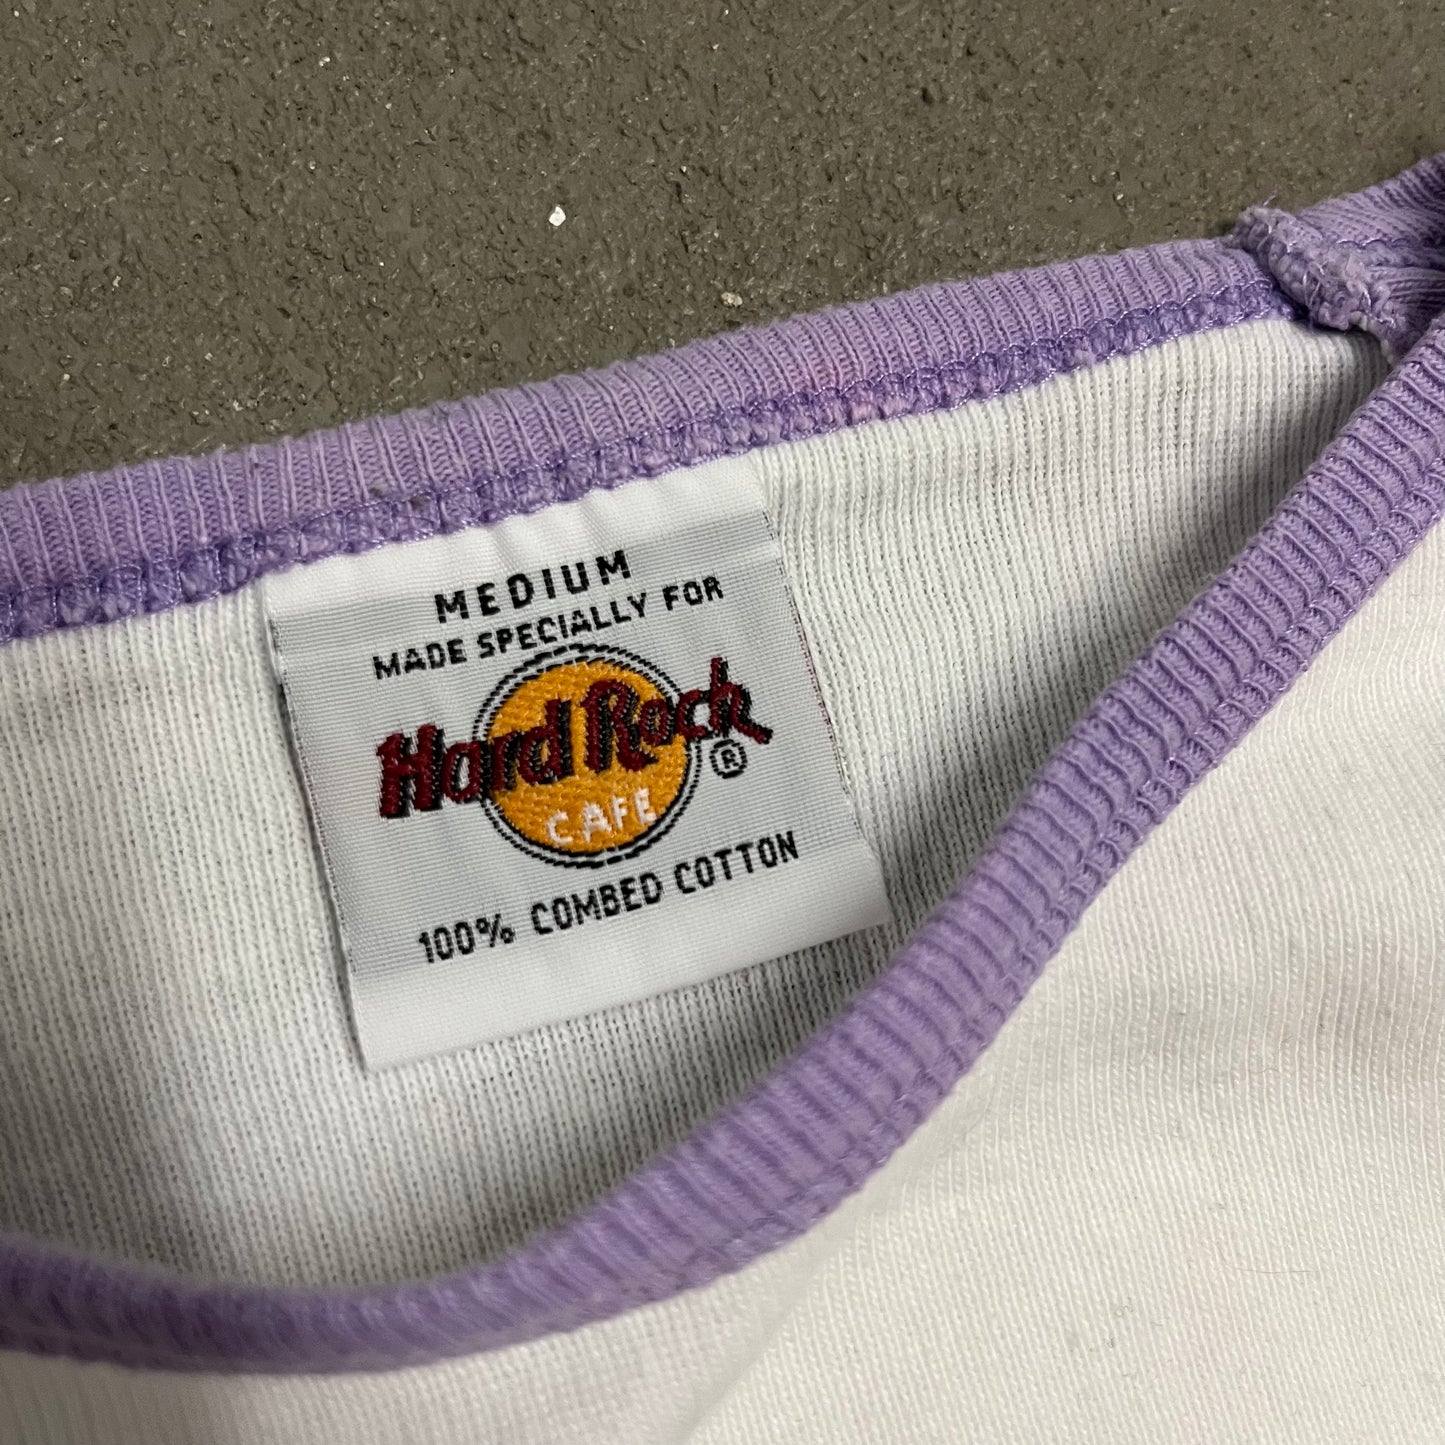 MEDIUM
MADE SPECIALLY FOR
Hard Rock ®
CAFE
100% COMBED COTTON